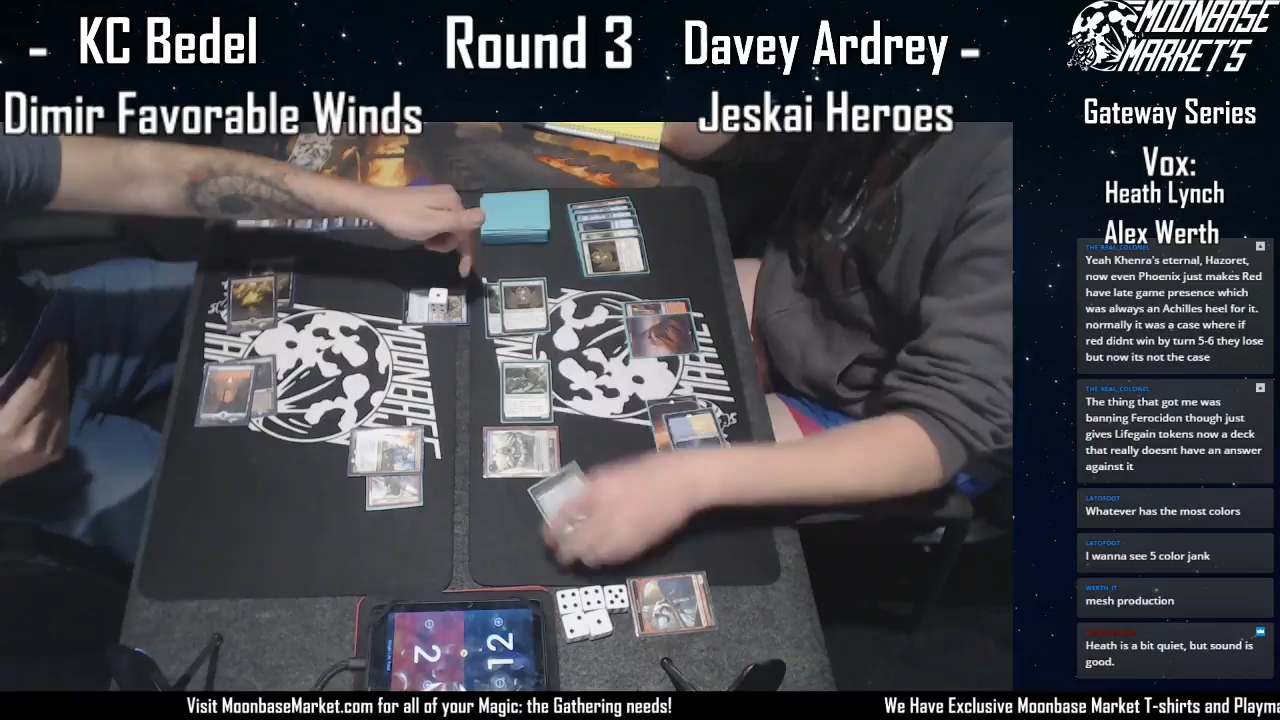 - KC Bedel
Round 3
Davey Ardrey -
Dimir Favorable Winds
Jeskai Heroes
MOONBASE
MARKET'S
Gateway Series
Vox:
Heath Lynch
Alex Werth
THE_REAL_COLONEL
Yeah Khenra's eternal, Hazoret,
now even Phoenix just makes Red
have late game presence which
was always an Achilles heel for it.
normally it was a case where if
red didnt win by turn 5-6 they lose
but now its not the case
THE_REAL_COLONEL
The thing that got me was
banning Ferocidon though just
gives Lifegain tokens now a deck
that really doesnt have an answer
against it
LATOFOOT
Whatever has the most colors
LATOFOOT
I wanna see 5 color jank
WERTH_IT
mesh production
Heath is a bit quiet, but sound is
good.
MOONBASE
2
12
Visit MoonbaseMarket.com for all of your Magic: the Gathering needs!
We Have Exclusive Moonbase Market T-shirts and Playma